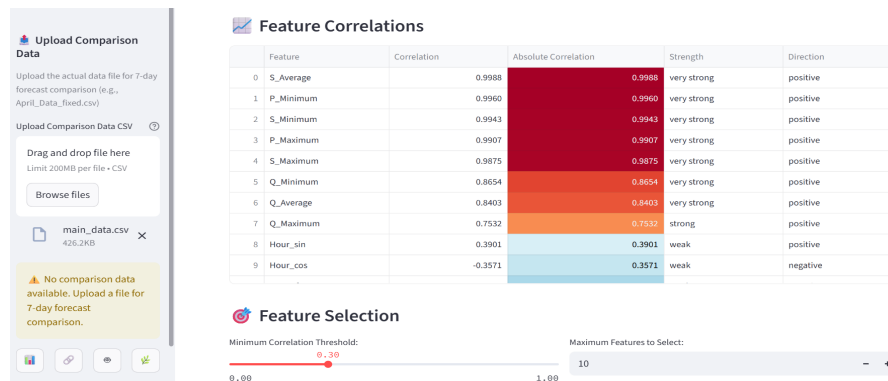 Upload Comparison
Data
Upload the actual data file for 7-day
forecast comparison (e.g.,
April_Data_fixed.csv)
Upload Comparison Data CSV
Drag and drop file here
Limit 200MB per file • CSV
Browse files
main_data.csv
426.2KB
No comparison data
available. Upload a file for
7-day forecast
comparison.
Feature Correlations
Feature Correlation Absolute Correlation Strength Direction
0 S_Average 0.9988 0.9988 very strong positive
1 P_Minimum 0.9960 0.9960 very strong positive
2 S_Minimum 0.9943 0.9943 very strong positive
3 P_Maximum 0.9907 0.9907 very strong positive
4 S_Maximum 0.9875 0.9875 very strong positive
5 Q_Minimum 0.8654 0.8654 very strong positive
6 Q_Average 0.8403 0.8403 very strong positive
7 Q_Maximum 0.7532 0.7532 strong positive
8 Hour_sin 0.3901 0.3901 weak positive
9 Hour_cos -0.3571 0.3571 weak negative
Feature Selection
Minimum Correlation Threshold: Maximum Features to Select:
0.30
10
0.00 1.00